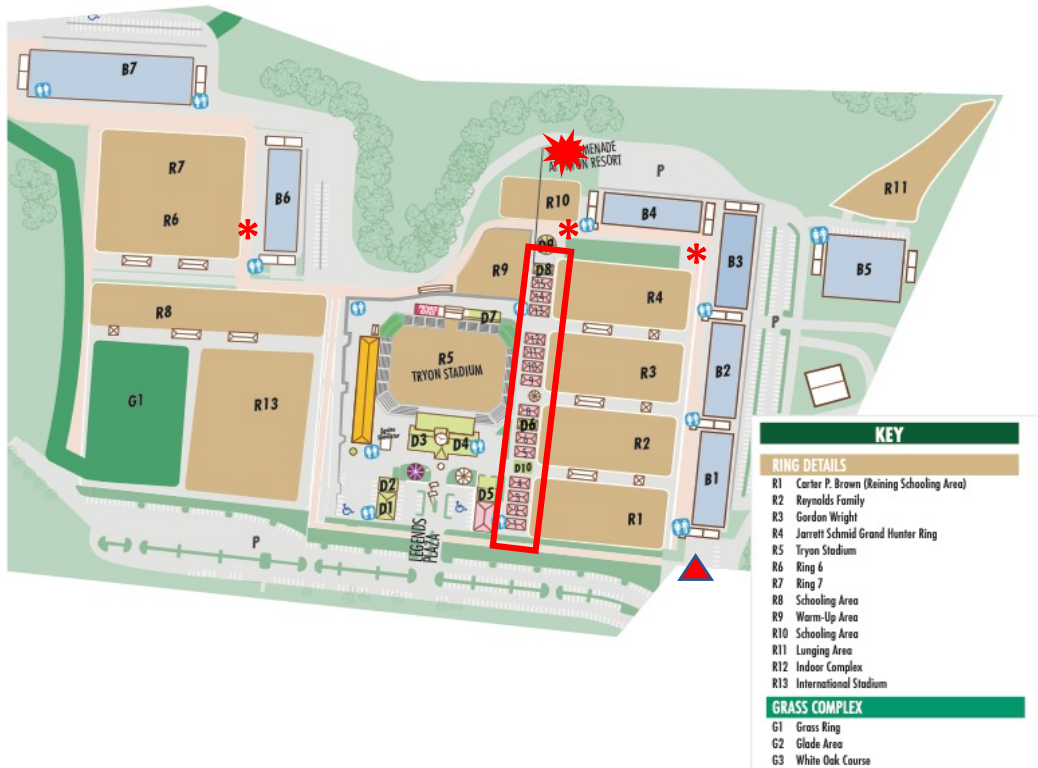 B7
R7
R6
B6
R10
P
B4
R11
B3
B5
D9
D8
R9
R4
R8
D7
P
R5
TRYON STADIUM
R3
B2
G1
R13
D3
D4
D6
R2
D10
B1
D2
D1
D5
R1
LEGENDS
PLAZA
P
KEY
RING DETAILS
R1 Carter P. Brown (Reining Schooling Area)
R2 Reynolds Family
R3 Gordon Wright
R4 Jarrett Schmid Grand Hunter Ring
R5 Tryon Stadium
R6 Ring 6
R7 Ring 7
R8 Schooling Area
R9 Warm-Up Area
R10 Schooling Area
R11 Lunging Area
R12 Indoor Complex
R13 International Stadium
GRASS COMPLEX
G1 Grass Ring
G2 Glade Area
G3 White Oak Course